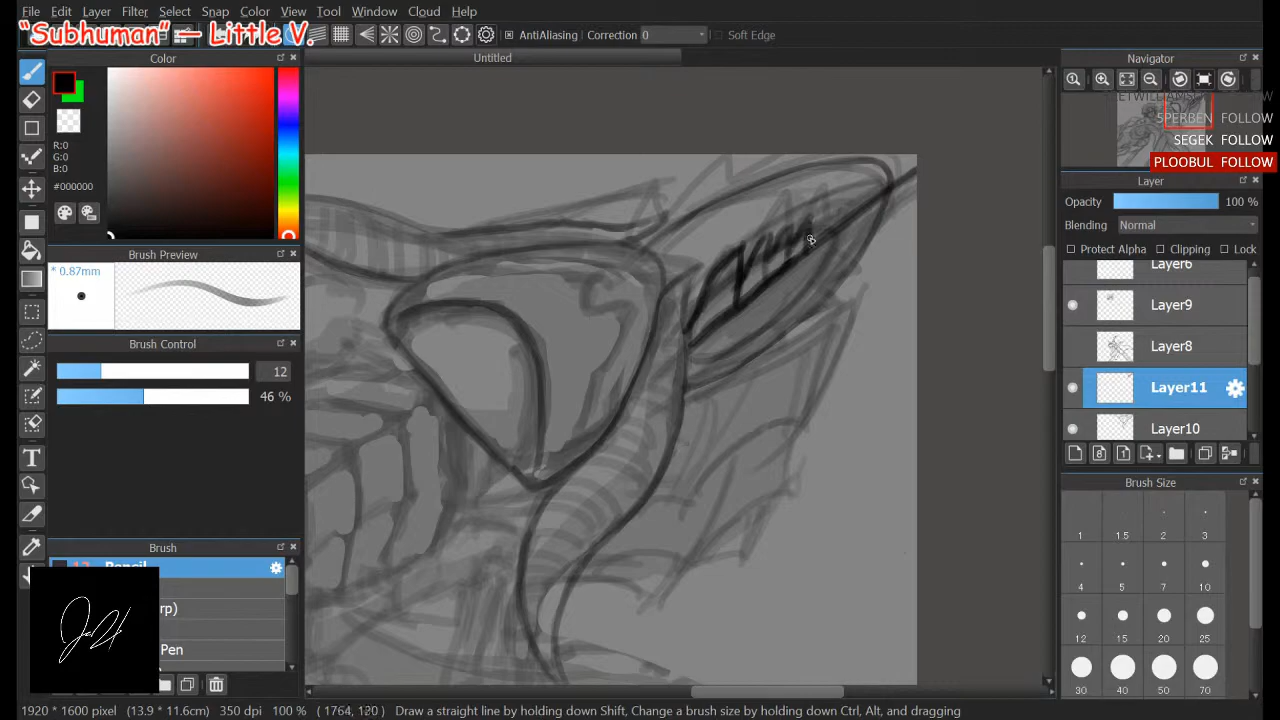 File Edit Layer Filter Select Snap Color View Tool Window Cloud Help
"Subhuman" — Little V.
AntiAliasing Correction 0 Soft Edge
Color
Untitled
Navigator
5PERBEN FOLLOW
SEGEK FOLLOW
PLOOBUL FOLLOW
R:0
G:0
B:0
#000000
Layer
Opacity 100 %
Blending Normal
Protect Alpha Clipping Lock
Brush Preview
* 0.87mm
Layer6
Layer9
Layer8
Layer11
Layer10
Brush Control
12
46 %
Brush Size
1 1.5 2 3
4 5 7 10
12 15 20 25
30 40 50 70
Brush
12 Pencil
rp)
Pen
1920 * 1600 pixel (13.9 * 11.6cm) 350 dpi 100 % ( 1764, 120 ) Draw a straight line by holding down Shift, Change a brush size by holding down Ctrl, Alt, and dragging